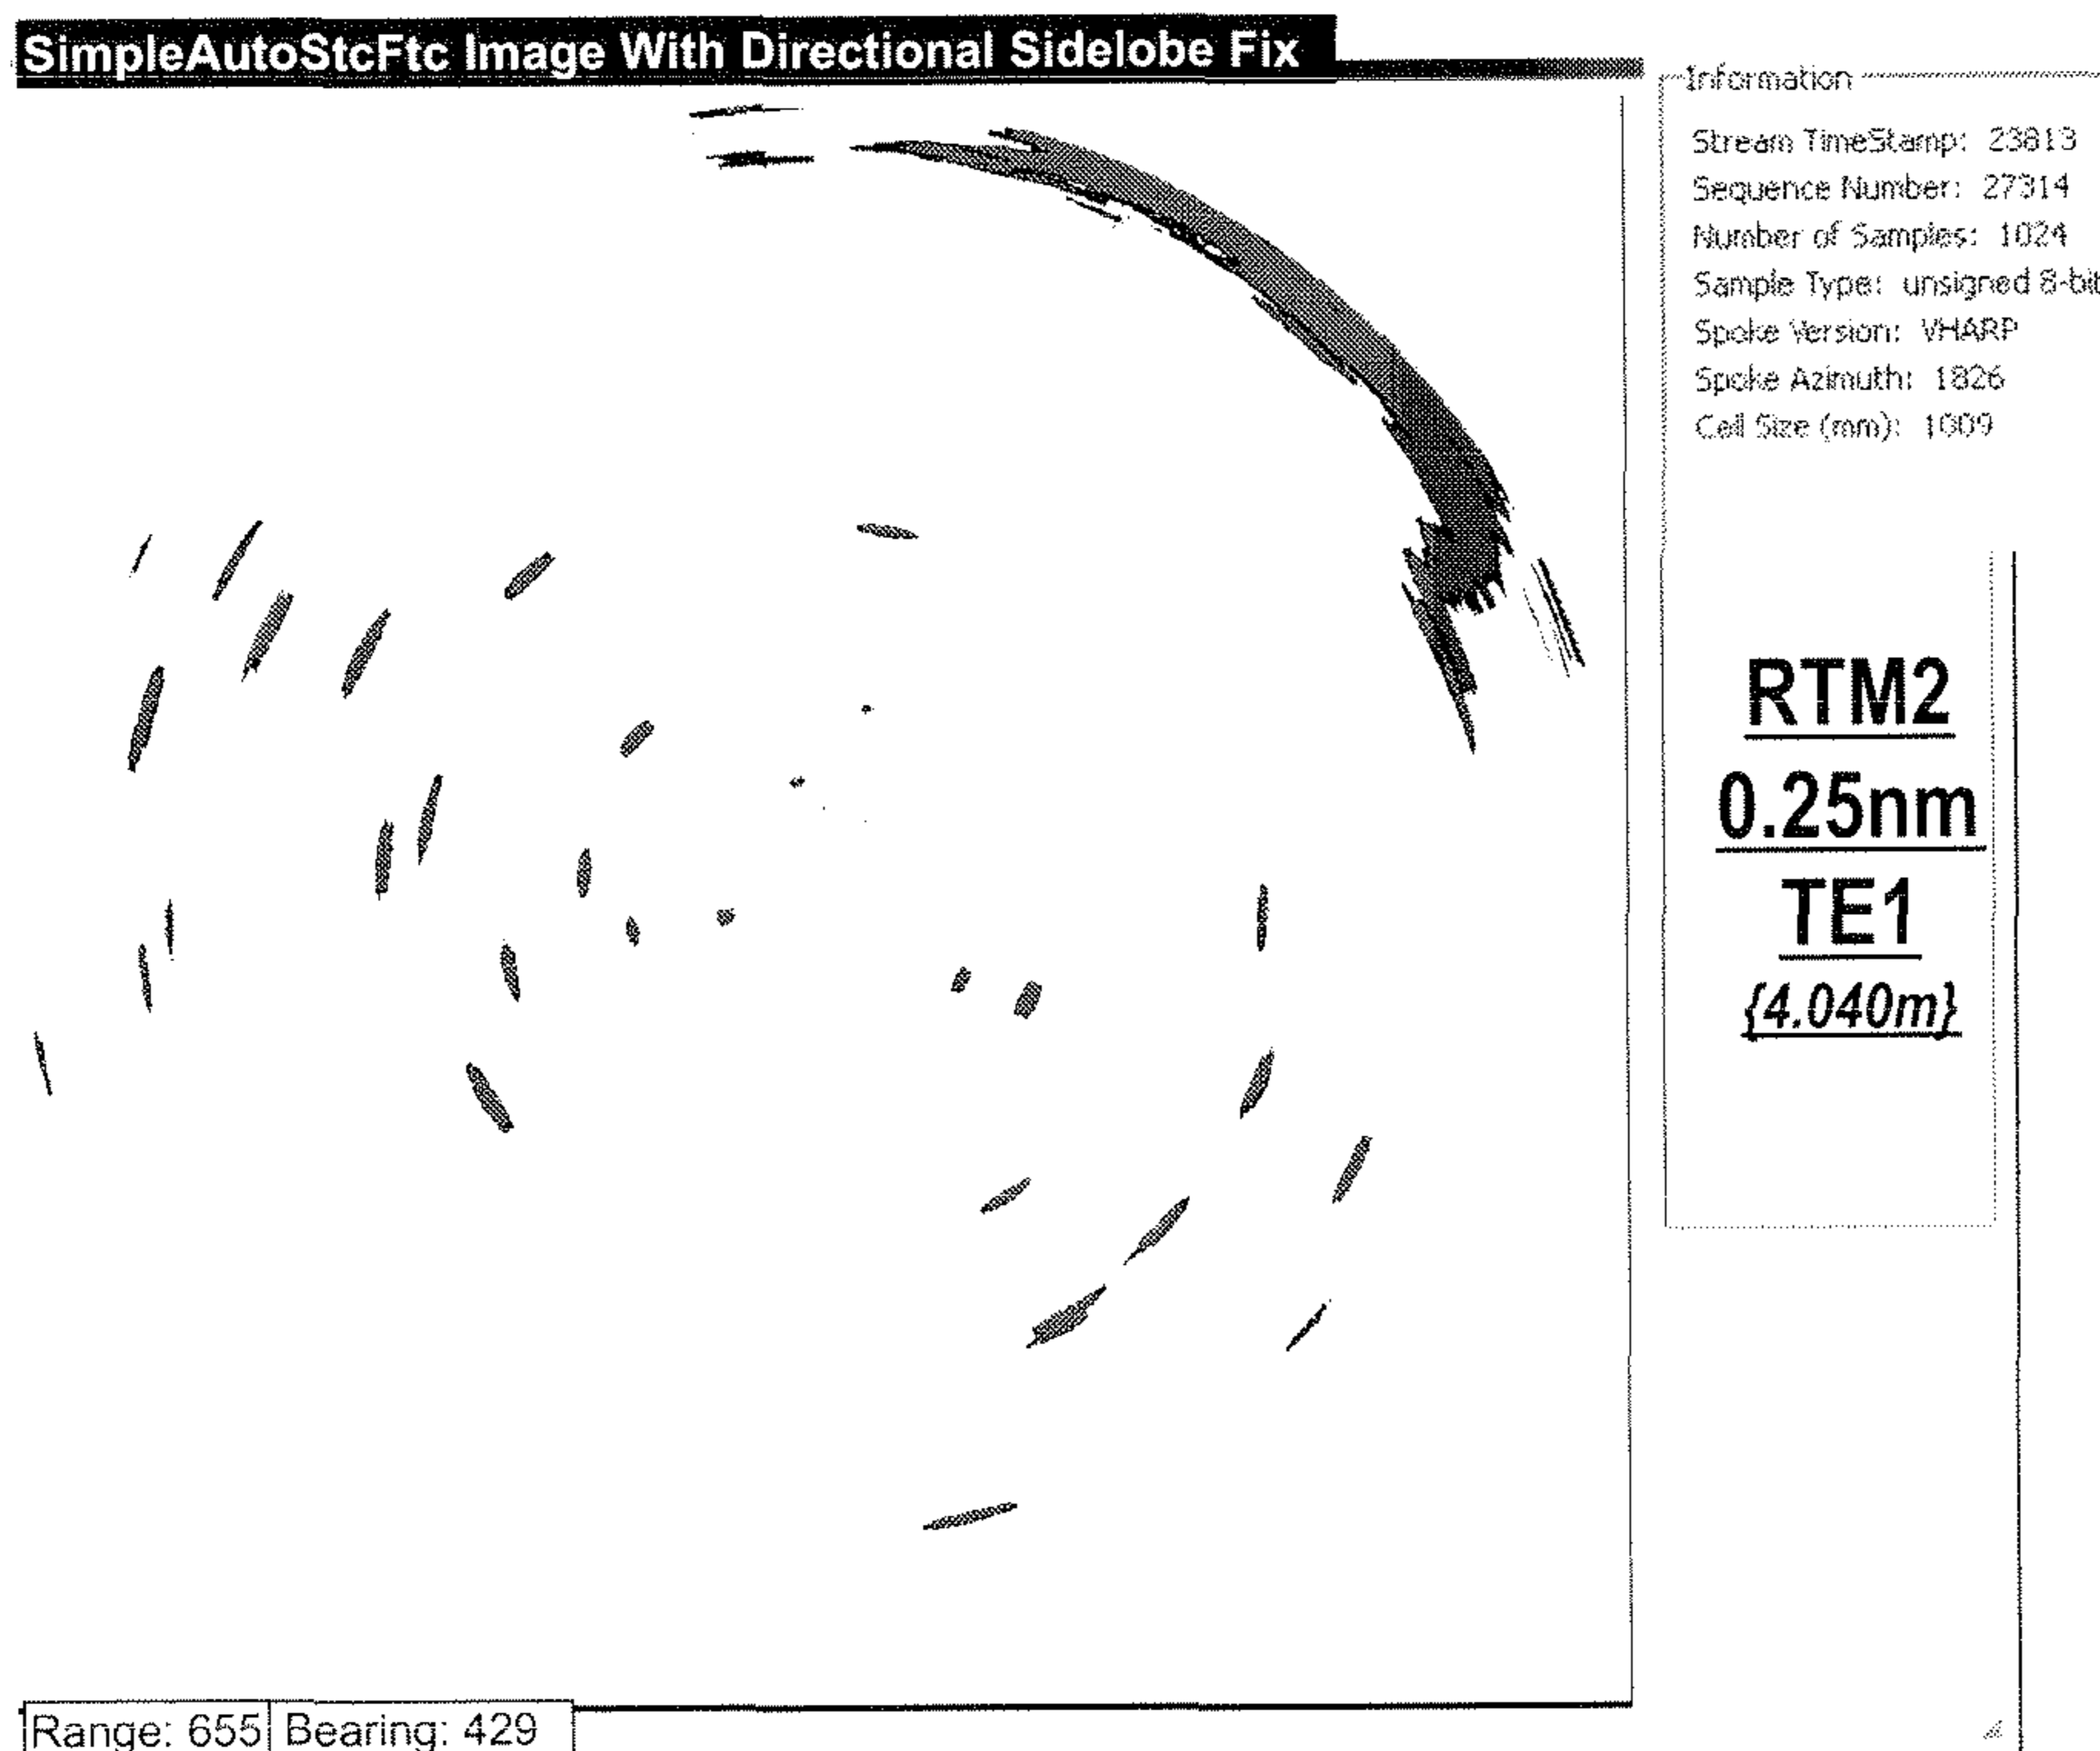 SimpleAutoStcFtc Image With Directional Sidelobe Fix
Information
Stream TimeStamp: 23813
Sequence Number: 27314
Number of Samples: 1024
Sample Type: unsigned 8-bit
Spoke Version: VHARP
Spoke Azimuth: 1826
Cell Size (mm): 1009
RTM2
0.25nm
TE1
{4.040m}
Range: 655 Bearing: 429